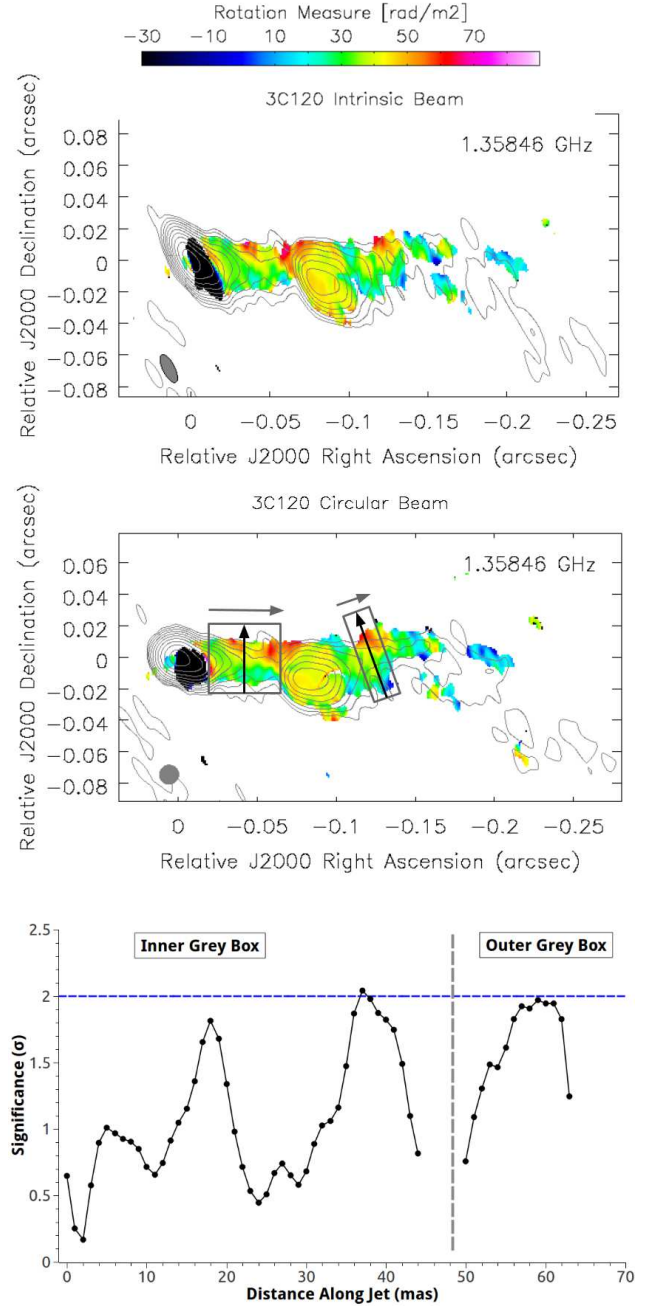 Rotation Measure [rad/m2]
−30 −10 10 30 50 70
3C120 Intrinsic Beam
1.35846 GHz
Relative J2000 Declination (arcsec)
0.08
0.06
0.04
0.02
0
−0.02
−0.04
−0.06
−0.08
0 −0.05 −0.1 −0.15 −0.2 −0.25
Relative J2000 Right Ascension (arcsec)
3C120 Circular Beam
1.35846 GHz
Relative J2000 Declination (arcsec)
0.06
0.04
0.02
0
−0.02
−0.04
−0.06
−0.08
0 −0.05 −0.1 −0.15 −0.2 −0.25
Relative J2000 Right Ascension (arcsec)
Inner Grey Box
Outer Grey Box
Significance (σ)
2.5
2
1.5
1
0.5
0
0 10 20 30 40 50 60 70
Distance Along Jet (mas)